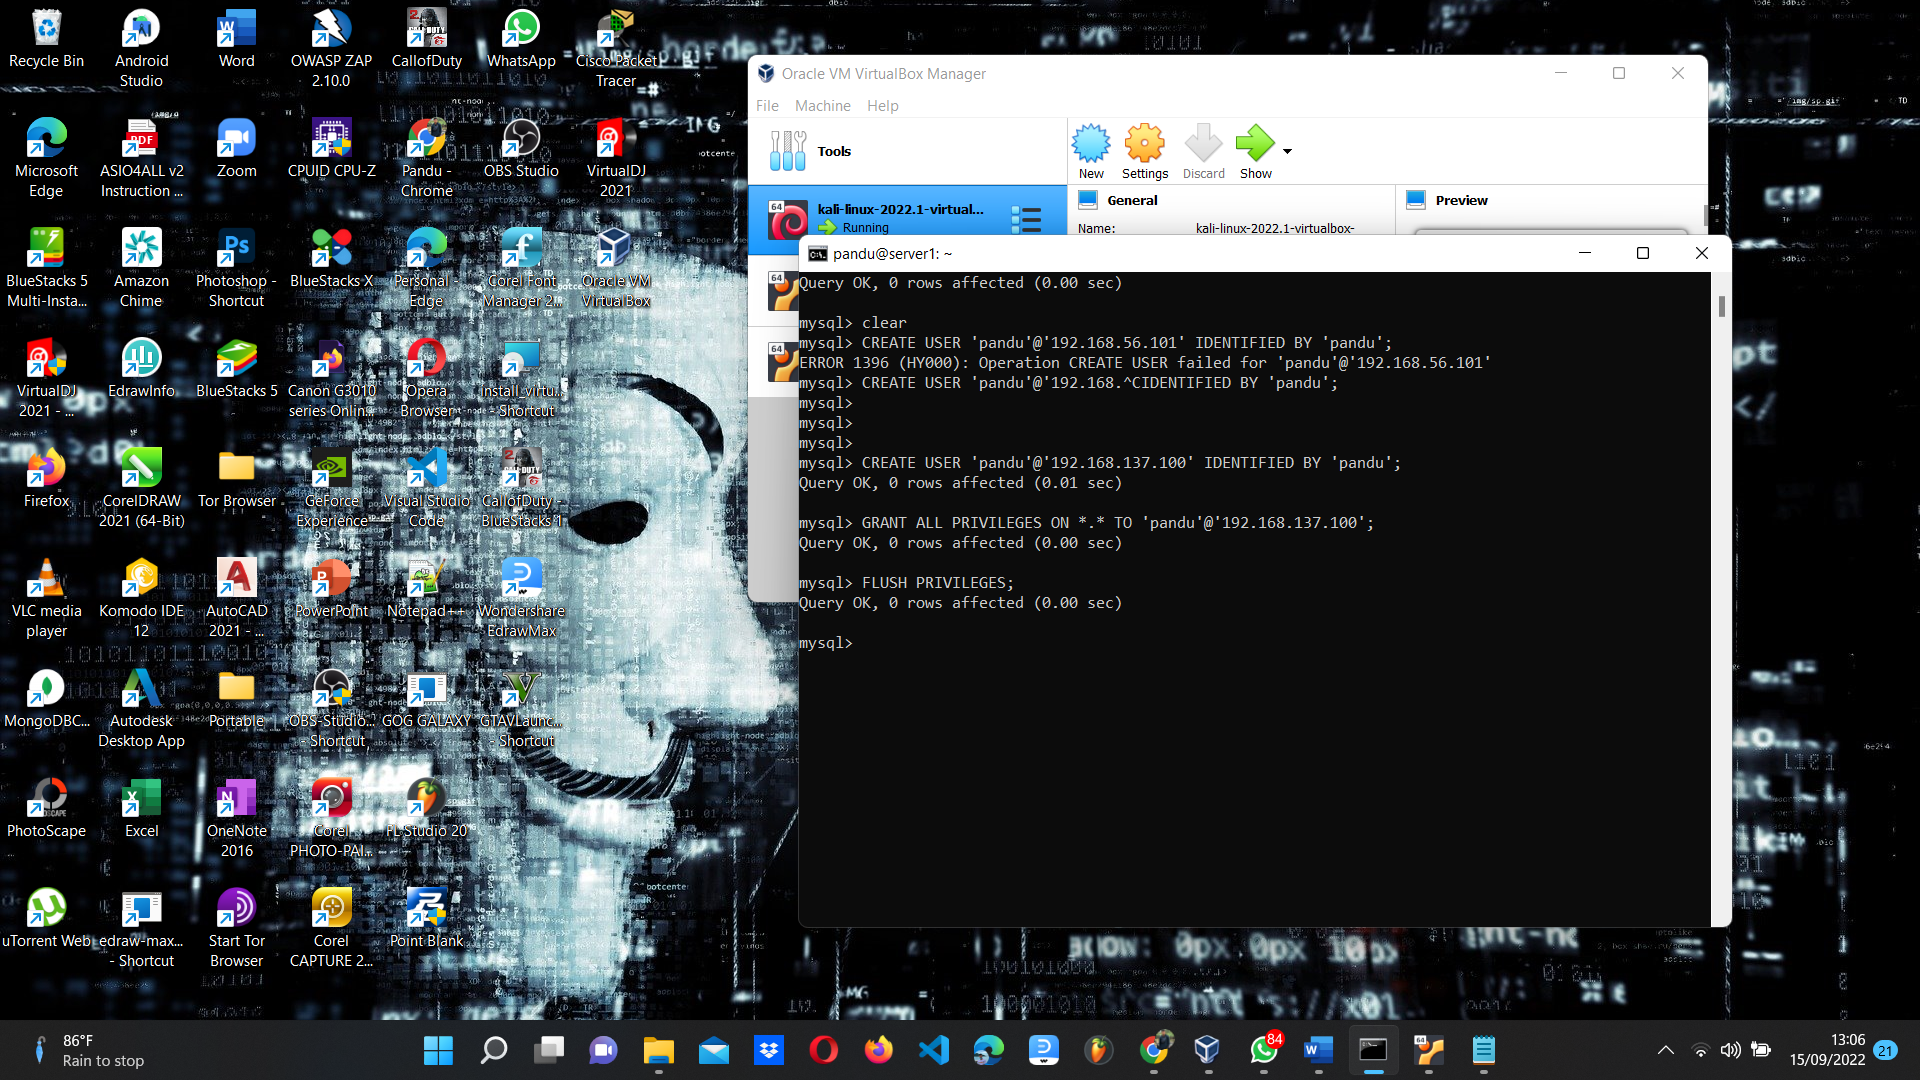 Recycle Bin
Android Studio
Word
OWASP ZAP 2.10.0
CallofDuty
WhatsApp
Cisco Packet Tracer
Microsoft Edge
ASIO4ALL v2 Instruction ...
Zoom
CPUID CPU-Z
Pandu - Chrome
OBS Studio
VirtualDJ 2021
BlueStacks 5 Multi-Insta...
Amazon Chime
Photoshop - Shortcut
BlueStacks X
Personal - Edge
Corel Font Manager 2...
Oracle VM VirtualBox
VirtualDJ 2021 - ...
EdrawInfo
BlueStacks 5
Canon G3010 series Onlin...
Opera Browser
install_virtu... - Shortcut
Firefox
CorelDRAW 2021 (64-Bit)
Tor Browser
GeForce Experience
Visual Studio Code
CallofDuty - BlueStacks 1
VLC media player
Komodo IDE 12
AutoCAD 2021 - ...
PowerPoint
Notepad++
Wondershare EdrawMax
MongoDBC...
Autodesk Desktop App
Portable
OBS-Studio... - Shortcut
GOG GALAXY
GTAVLaunc... - Shortcut
PhotoScape
Excel
OneNote 2016
Corel PHOTO-PAI...
FL Studio 20
uTorrent Web
edraw-max... - Shortcut
Start Tor Browser
Corel CAPTURE 2...
Point Blank
Oracle VM VirtualBox Manager
File Machine Help
Tools
New Settings Discard Show
64 kali-linux-2022.1-virtual...
Running
General
Preview
Name: kali-linux-2022.1-virtualbox-
64
64
pandu@server1: ~
Query OK, 0 rows affected (0.00 sec)
mysql> clear
mysql> CREATE USER 'pandu'@'192.168.56.101' IDENTIFIED BY 'pandu';
ERROR 1396 (HY000): Operation CREATE USER failed for 'pandu'@'192.168.56.101'
mysql> CREATE USER 'pandu'@'192.168.^CIDENTIFIED BY 'pandu';
mysql>
mysql>
mysql>
mysql> CREATE USER 'pandu'@'192.168.137.100' IDENTIFIED BY 'pandu';
Query OK, 0 rows affected (0.01 sec)
mysql> GRANT ALL PRIVILEGES ON *.* TO 'pandu'@'192.168.137.100';
Query OK, 0 rows affected (0.00 sec)
mysql> FLUSH PRIVILEGES;
Query OK, 0 rows affected (0.00 sec)
mysql>
86°F
Rain to stop
84
13:06
15/09/2022
21